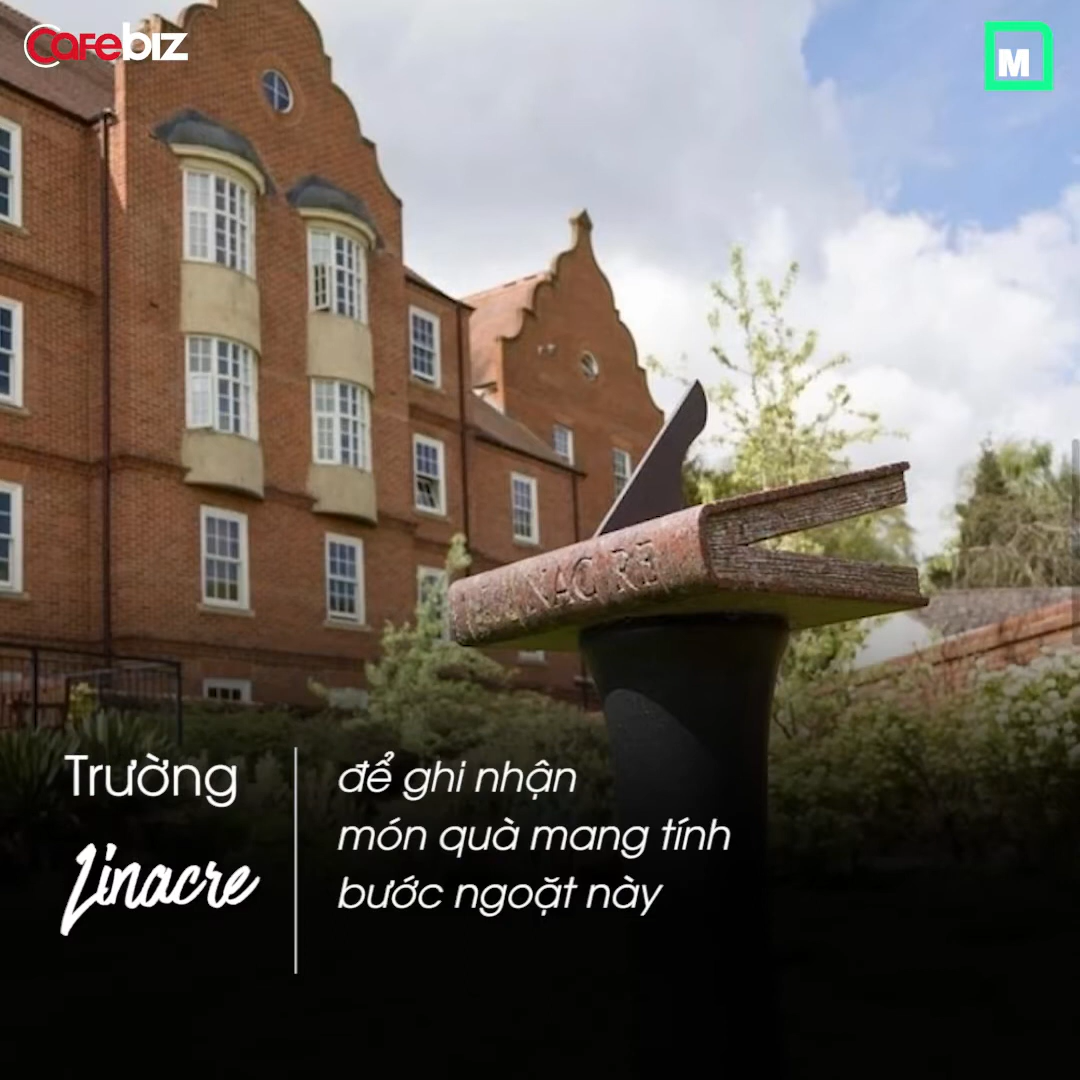 Cafebiz
M
LINACRE
Trường
Linacre
để ghi nhận
món quà mang tính
bước ngoặt này